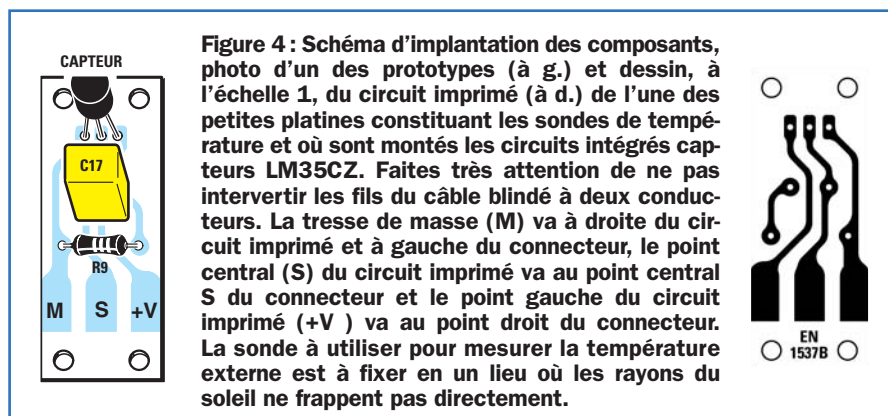 CAPTEUR
C17
R9
M S +V
Figure 4 : Schéma d'implantation des composants,
photo d'un des prototypes (à g.) et dessin, à
l'échelle 1, du circuit imprimé (à d.) de l'une des
petites platines constituant les sondes de tempé-
rature et où sont montés les circuits intégrés cap-
teurs LM35CZ. Faites très attention de ne pas
intervertir les fils du câble blindé à deux conduc-
teurs. La tresse de masse (M) va à droite du cir-
cuit imprimé et à gauche du connecteur, le point
central (S) du circuit imprimé va au point central
S du connecteur et le point gauche du circuit
imprimé (+V ) va au point droit du connecteur.
La sonde à utiliser pour mesurer la température
externe est à fixer en un lieu où les rayons du
soleil ne frappent pas directement.
EN
1537B